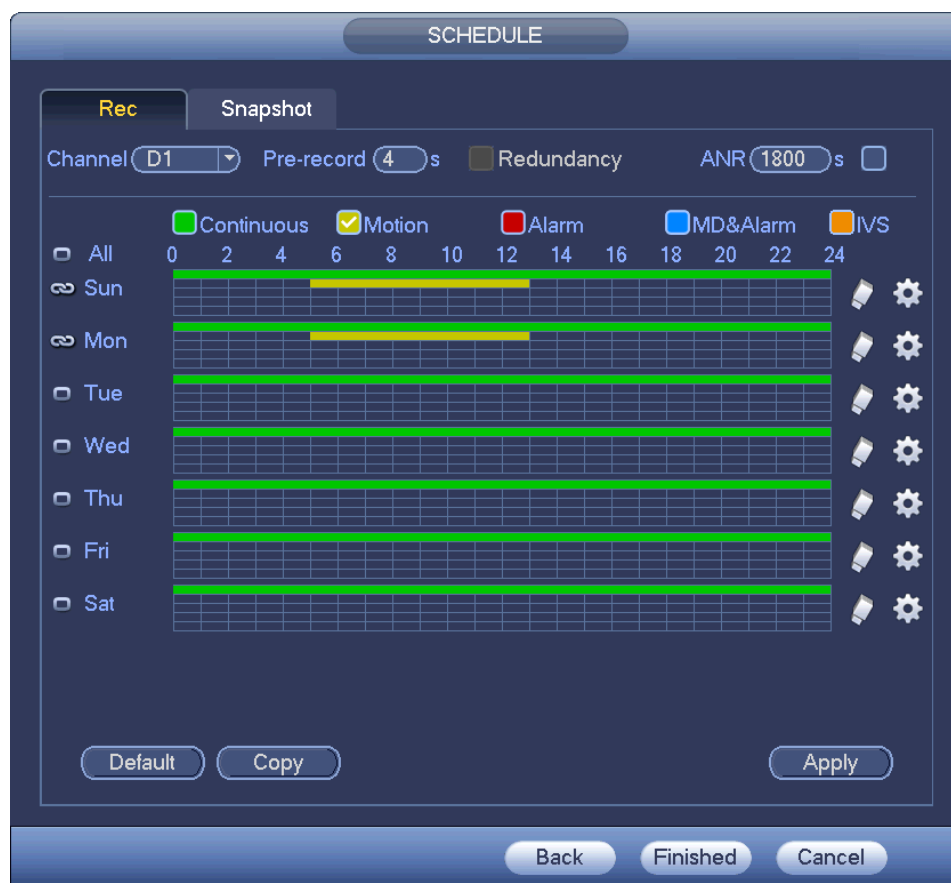 SCHEDULE
Rec Snapshot
Channel D1 Pre-record 4 s Redundancy ANR 1800 s
Continuous Motion Alarm MD&Alarm IVS
All 0 2 4 6 8 10 12 14 16 18 20 22 24
Sun
Mon
Tue
Wed
Thu
Fri
Sat
Default Copy Apply
Back Finished Cancel